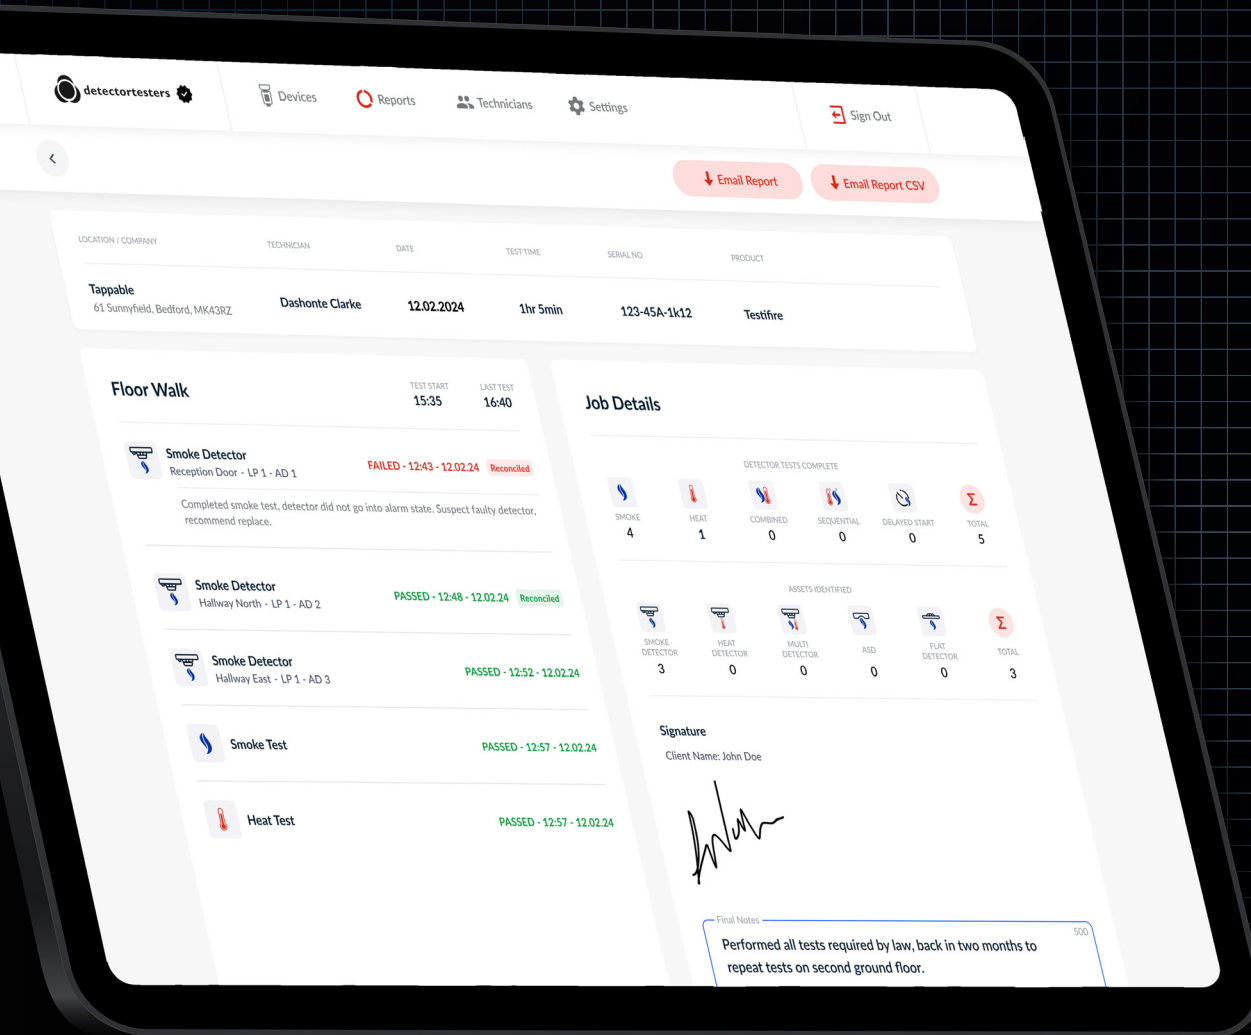 detectortesters
Devices
Reports
Technicians
Settings
Sign Out
Email Report
Email Report CSV
LOCATION / COMPANY
TECHNICIAN
DATE
TEST TIME
SERIAL NO
PRODUCT
Tappable
61 Sunnyfield, Bedford, MK43RZ
Dashonte Clarke
12.02.2024
1hr 5min
123-45A-1k12
Testifire
Floor Walk
TEST START
15:35
LAST TEST
16:40
Smoke Detector
Reception Door - LP 1 - AD 1
FAILED - 12:43 - 12.02.24
Reconciled
Completed smoke test, detector did not go into alarm state. Suspect faulty detector,
recommend replace.
Smoke Detector
Hallway North - LP 1 - AD 2
PASSED - 12:48 - 12.02.24
Reconciled
Smoke Detector
Hallway East - LP 1 - AD 3
PASSED - 12:52 - 12.02.24
Smoke Test
PASSED - 12:57 - 12.02.24
Heat Test
PASSED - 12:57 - 12.02.24
Job Details
DETECTOR TESTS COMPLETE
SMOKE
4
HEAT
1
COMBINED
0
SEQUENTIAL
0
DELAYED START
0
Σ
TOTAL
5
ASSETS IDENTIFIED
SMOKE
DETECTOR
3
HEAT
DETECTOR
0
MULTI
DETECTOR
0
ASD
0
FLAT
DETECTOR
0
Σ
TOTAL
3
Signature
Client Name: John Doe
Final Notes
500
Performed all tests required by law, back in two months to
repeat tests on second ground floor.